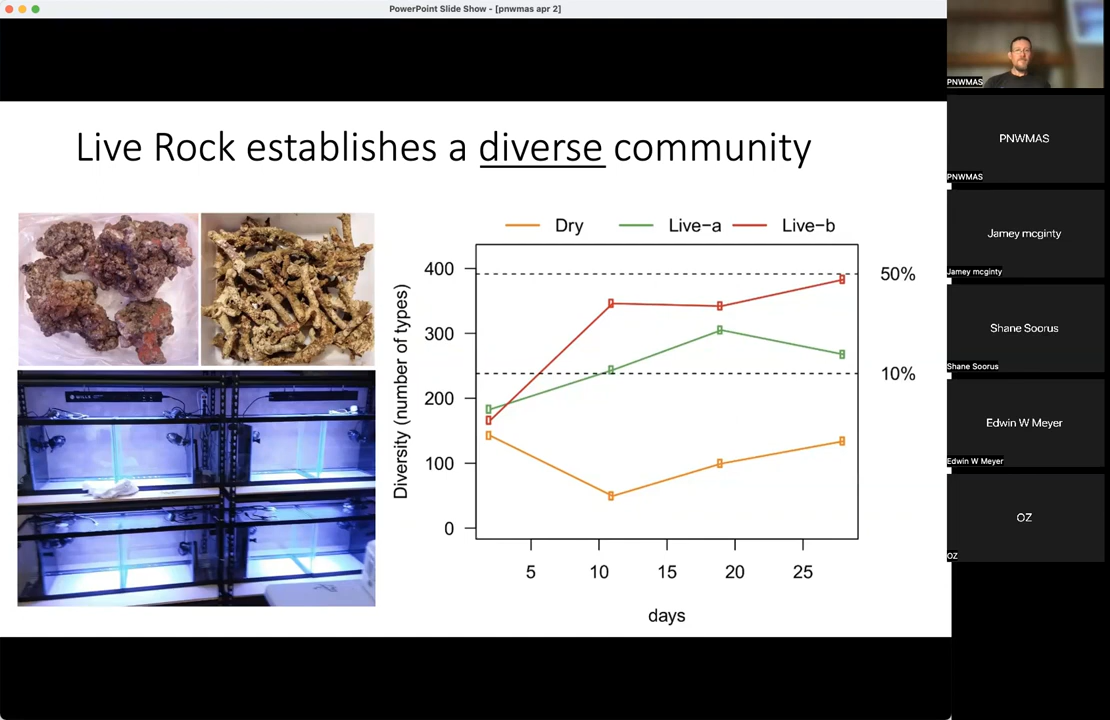 PowerPoint Slide Show - [pnwmas apr 2]
Live Rock establishes a diverse community
Dry
Live−a
Live−b
Diversity (number of types)
400
300
200
100
0
50%
10%
5
10
15
20
25
days
PNWMAS
PNWMAS
PNWMAS
Jamey mcginty
Jamey mcginty
Shane Soorus
Shane Soorus
Edwin W Meyer
Edwin W Meyer
OZ
OZ